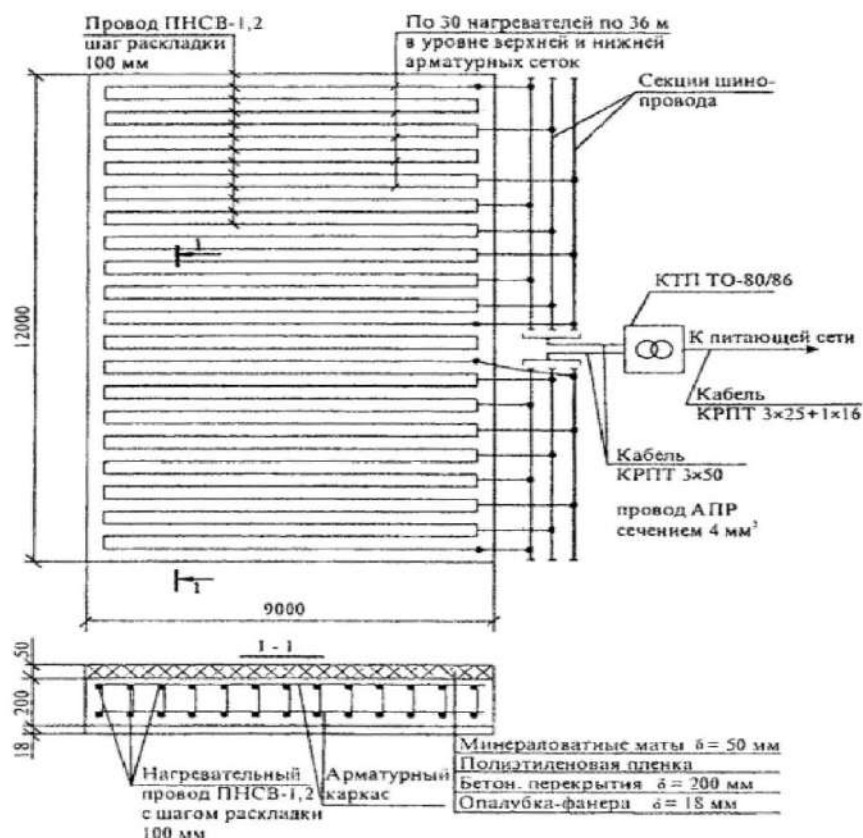 Провод ПНСВ-1,2
шаг раскладки
100 мм
По 30 нагревателей по 36 м
в уровне верхней и нижней
арматурных сеток
Секции шино-
провода
1
12000
КТП ТО-80/86
К питающей сети
Кабель
КРПТ 3×25+1×16
Кабель
КРПТ 3×50
провод АПР
сечением 4 мм²
1
9000
1 - 1
50
200
18
Нагревательный
провод ПНСВ-1,2
с шагом раскладки
100 мм
Арматурный
каркас
Минераловатные маты δ = 50 мм
Полиэтиленовая пленка
Бетон. перекрытия δ = 200 мм
Опалубка-фанера δ = 18 мм